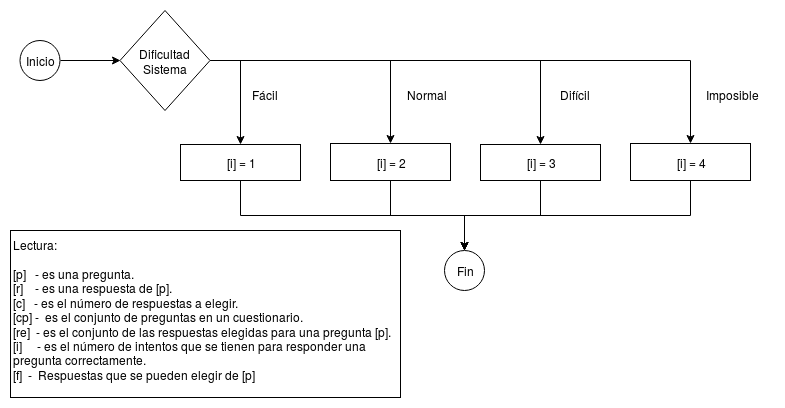 Inicio
Dificultad
Sistema
Fácil
Normal
Difícil
Imposible
[i] = 1
[i] = 2
[i] = 3
[i] = 4
Fin
Lectura:
[p] - es una pregunta.
[r] - es una respuesta de [p].
[c] - es el número de respuestas a elegir.
[cp] - es el conjunto de preguntas en un cuestionario.
[re] - es el conjunto de las respuestas elegidas para una pregunta [p].
[i] - es el número de intentos que se tienen para responder una
pregunta correctamente.
[f] - Respuestas que se pueden elegir de [p]